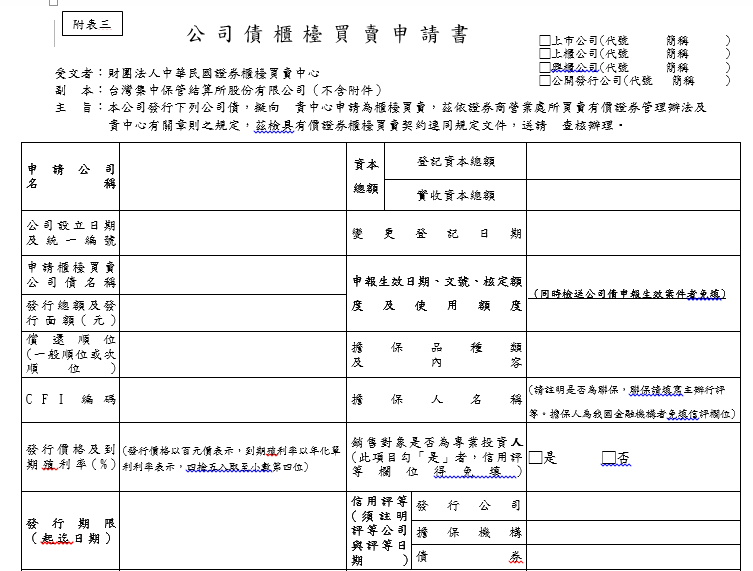 附表三
公司債櫃檯買賣申請書
□上市公司(代號　簡稱　)
□上櫃公司(代號　簡稱　)
□興櫃公司(代號　簡稱　)
□公開發行公司(代號　簡稱　)
受文者：財團法人中華民國證券櫃檯買賣中心
副　本：台灣集中保管結算所股份有限公司（不含附件）
主　旨：本公司發行下列公司債，擬向　貴中心申請為櫃檯買賣，茲依證券商營業處所買賣有價證券管理辦法及
貴中心有關章則之規定，茲檢具有價證券櫃檯買賣契約連同規定文件，送請　查核辦理。
申請公司
名稱
資本
總額
登記資本總額
實收資本總額
公司設立日期
及統一編號
變更登記日期
申請櫃檯買賣
公司債名稱
申報生效日期、文號、核定額
度及使用額度
(同時檢送公司債申報生效案件者免填)
發行總額及發
行面額(元)
償還順位
(一般順位或次
順位)
擔保品種類
及內容
CFI編碼
擔保人名稱
(請註明是否為聯保，聯保請填寫主辦行評
等。擔保人為我國金融機構者免填信評欄位)
發行價格及到
期殖利率(%)
(發行價格以百元價表示，到期殖利率以年化單
利利率表示，四捨五入取至小數第四位)
銷售對象是否為專業投資人
(此項目勾「是」者，信用評
等欄位得免填)
□是　□否
發行期限
(起迄日期)
信用評等
(須註明
評等公司
與評等日
期)
發行公司
擔保機構
債券